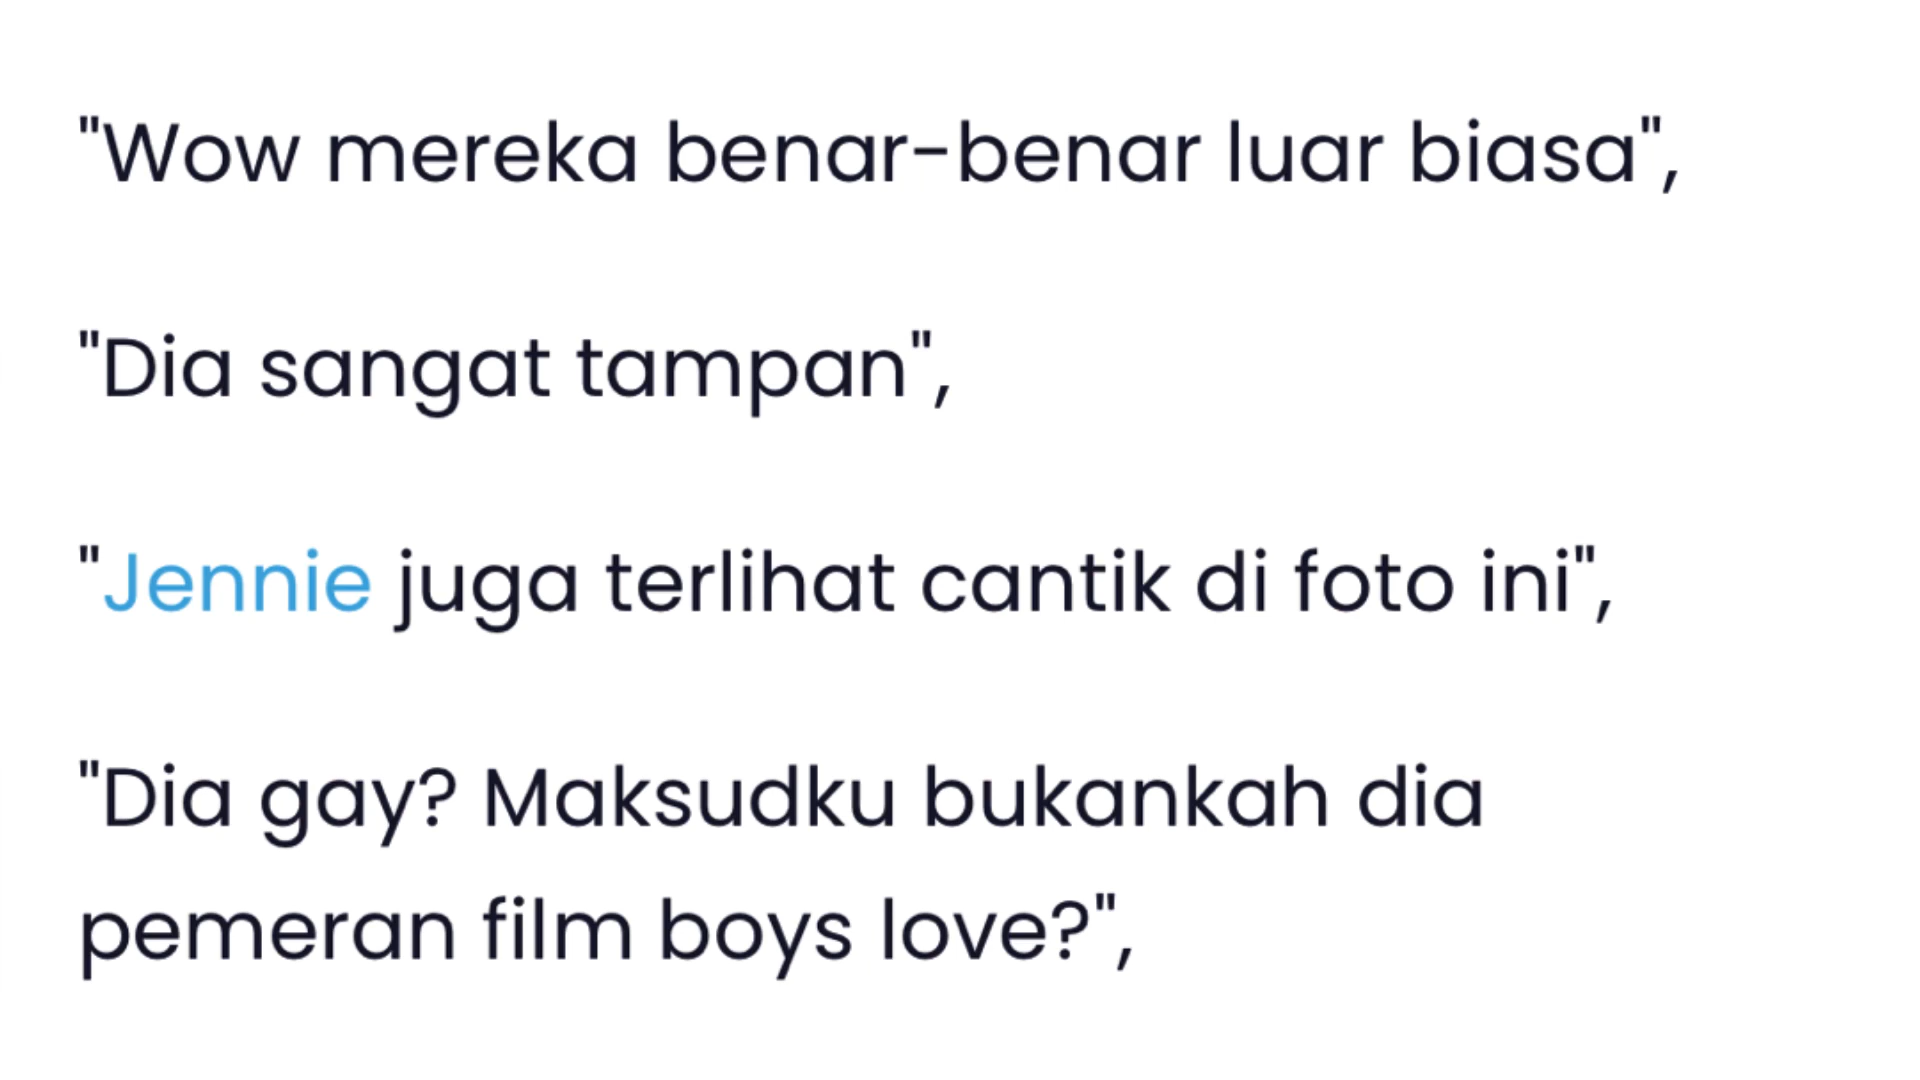 "Wow mereka benar-benar luar biasa",
"Dia sangat tampan",
"Jennie juga terlihat cantik di foto ini",
"Dia gay? Maksudku bukankah dia
pemeran film boys love?",